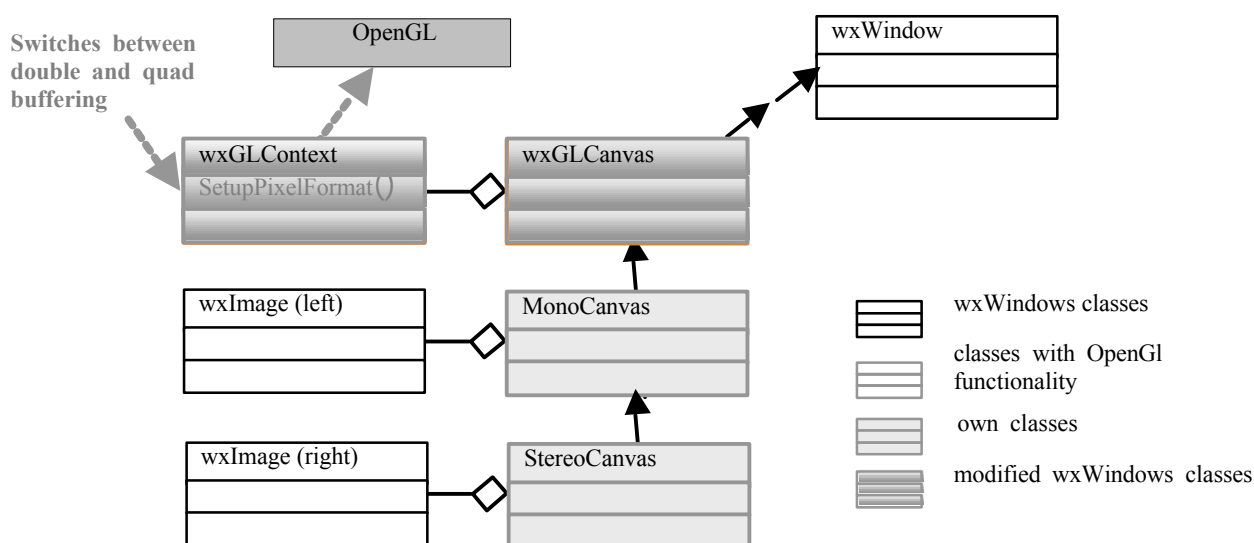 Switches between
double and quad
buffering
OpenGL
wxWindow
wxGLContext
SetupPixelFormat()
wxGLCanvas
wxImage (left)
MonoCanvas
wxImage (right)
StereoCanvas
wxWindows classes
classes with OpenGl
functionality
own classes
modified wxWindows classes